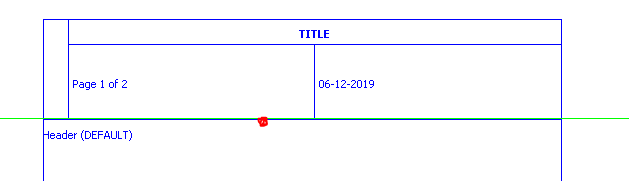 TITLE
Page 1 of 2 06-12-2019
Header (DEFAULT)